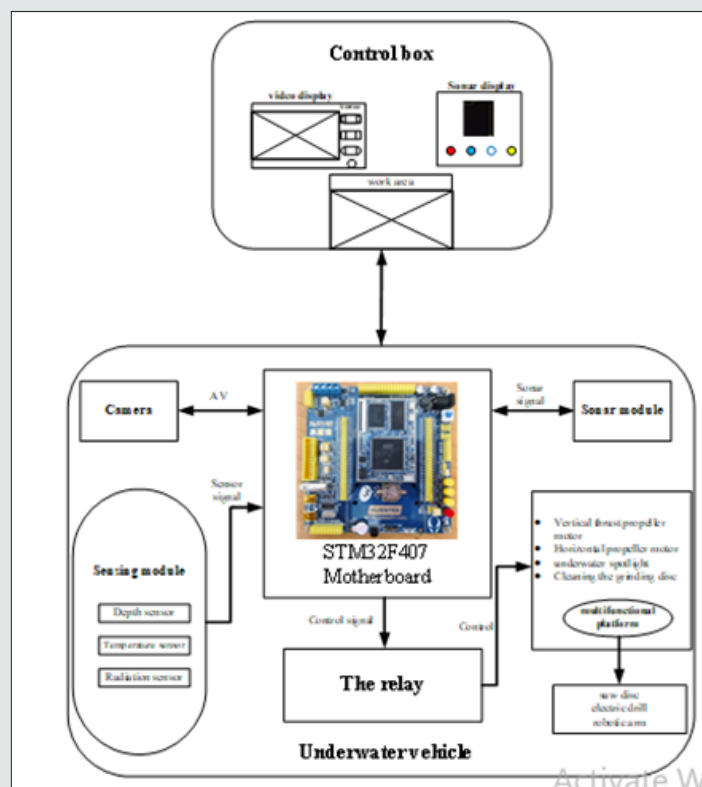 Control box
video display
Sonar display
work area
Camera
AV
Sonar
signal
Sonar module
Sensor
signal
STM32F407
Motherboard
Sensing module
Depth sensor
Temperature sensor
Radiation sensor
Vertical thrust propeller
motor
Horizontal propeller motor
underwater spotlight
Cleaning the grinding disc
multifunctional
platform
Control signal
Control
The relay
saw disc
electric drill
robotic arm
Underwater vehicle
Activate W